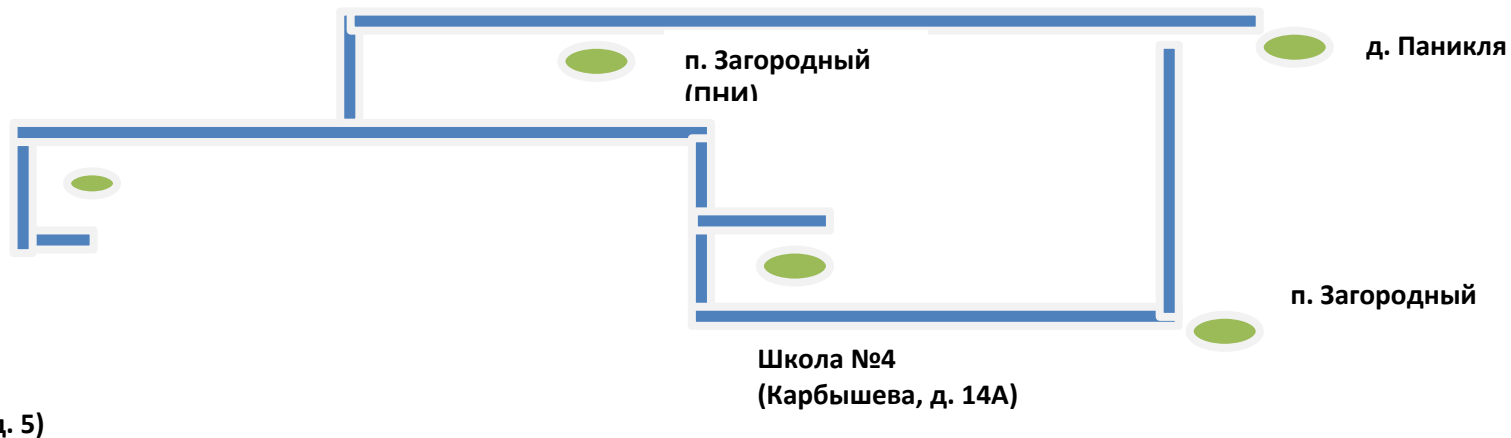 д. Паникля
п. Загородный
(ПНИ)
п. Загородный
Школа №4
(Карбышева, д. 14А)
д. 5)